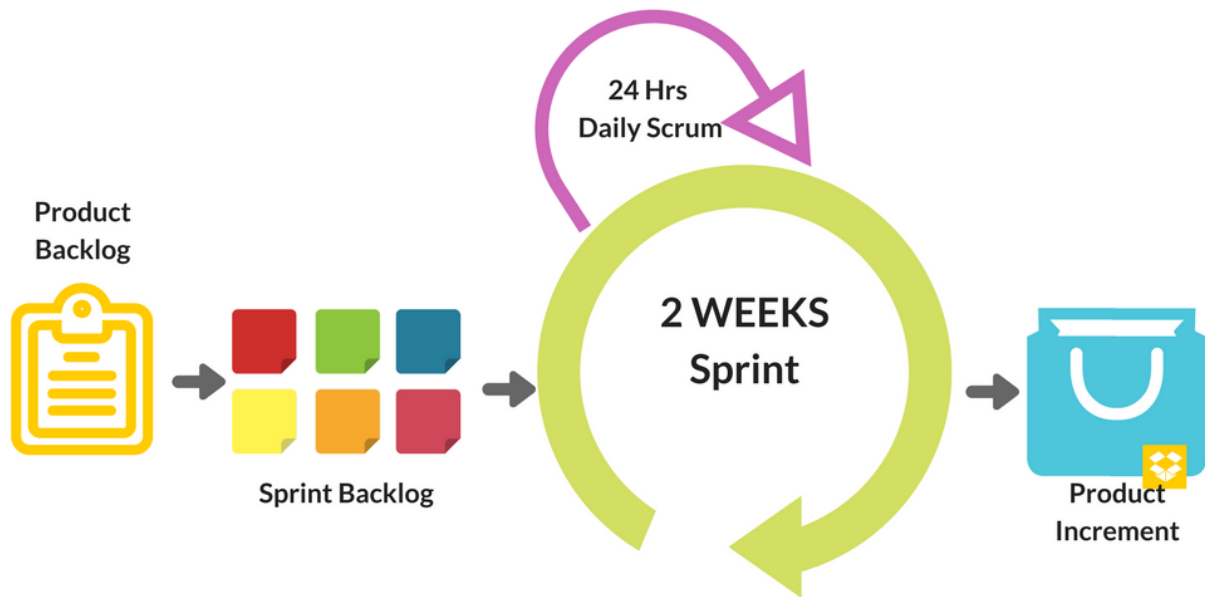 24 Hrs
Daily Scrum
Product
Backlog
2 WEEKS
Sprint
Sprint Backlog
Product
Increment